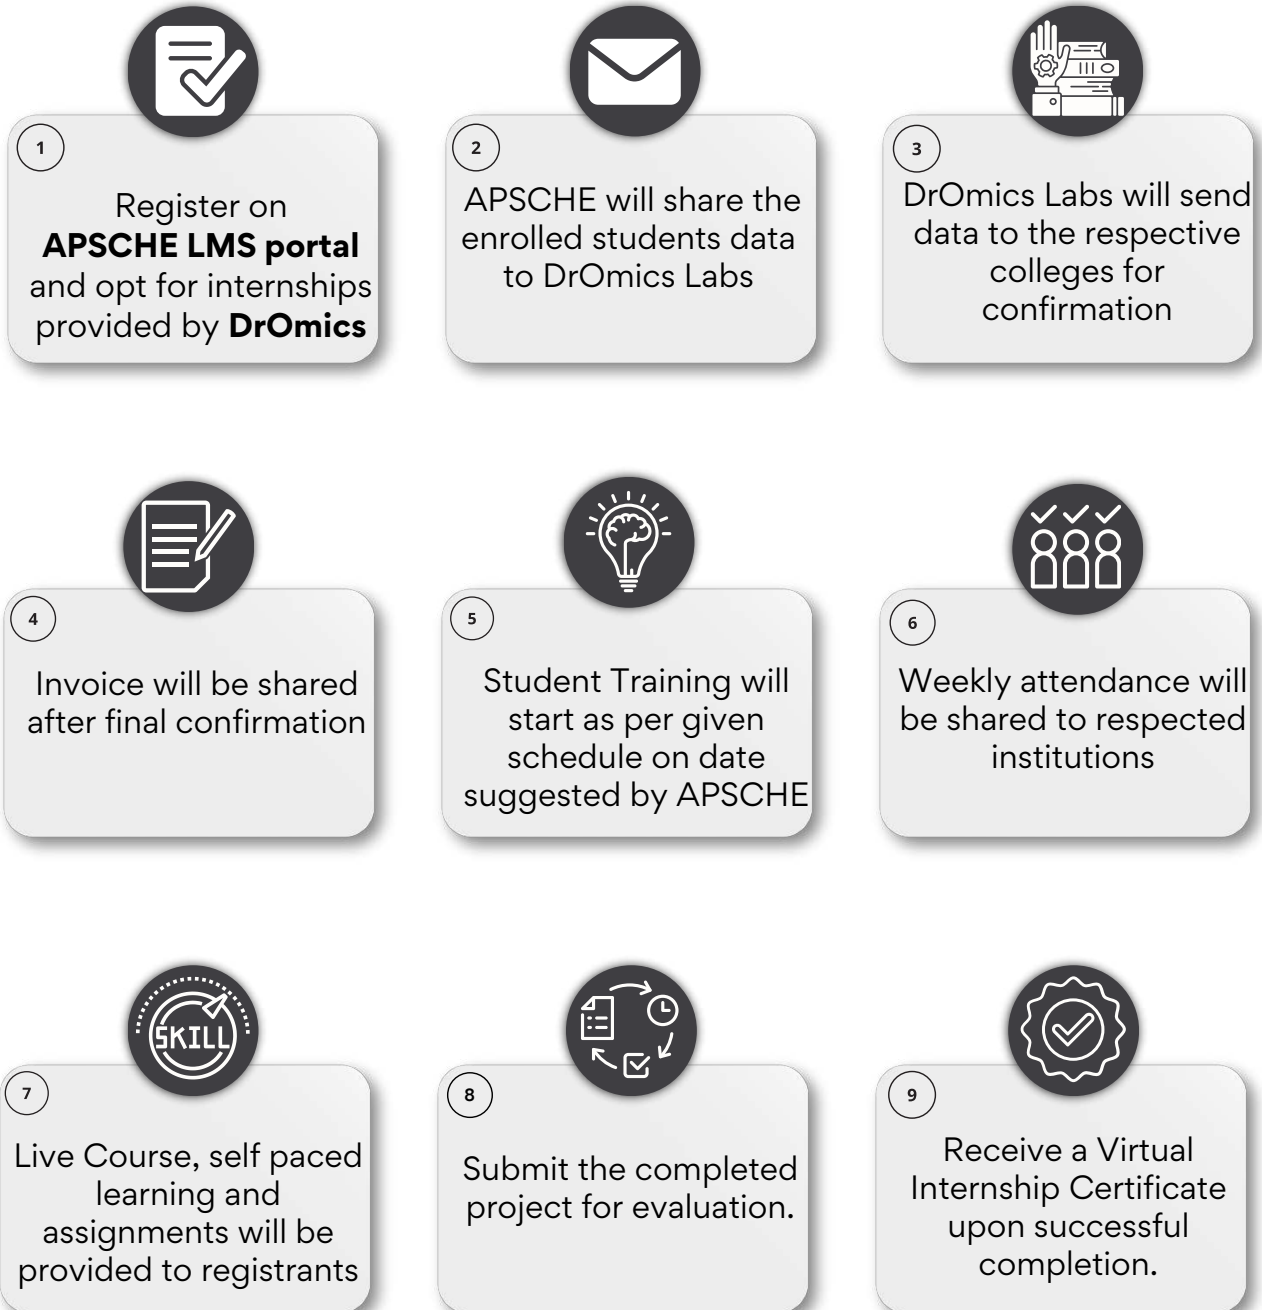 1
Register on
APSCHE LMS portal
and opt for internships
provided by DrOmics
2
APSCHE will share the
enrolled students data
to DrOmics Labs
3
DrOmics Labs will send
data to the respective
colleges for
confirmation
4
Invoice will be shared
after final confirmation
5
Student Training will
start as per given
schedule on date
suggested by APSCHE
6
Weekly attendance will
be shared to respected
institutions
SKILL
7
Live Course, self paced
learning and
assignments will be
provided to registrants
8
Submit the completed
project for evaluation.
9
Receive a Virtual
Internship Certificate
upon successful
completion.